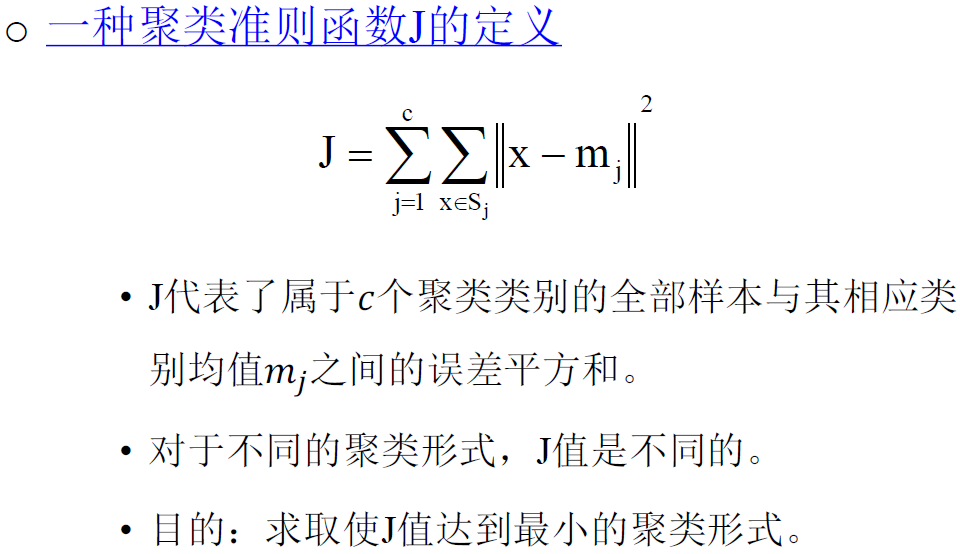 一种聚类准则函数J的定义
J = \sum_{j=1}^{c} \sum_{x \in S_j} \| x - m_j \|^2
• J代表了属于c个聚类类别的全部样本与其相应类
别均值m_j之间的误差平方和。
• 对于不同的聚类形式，J值是不同的。
• 目的：求取使J值达到最小的聚类形式。